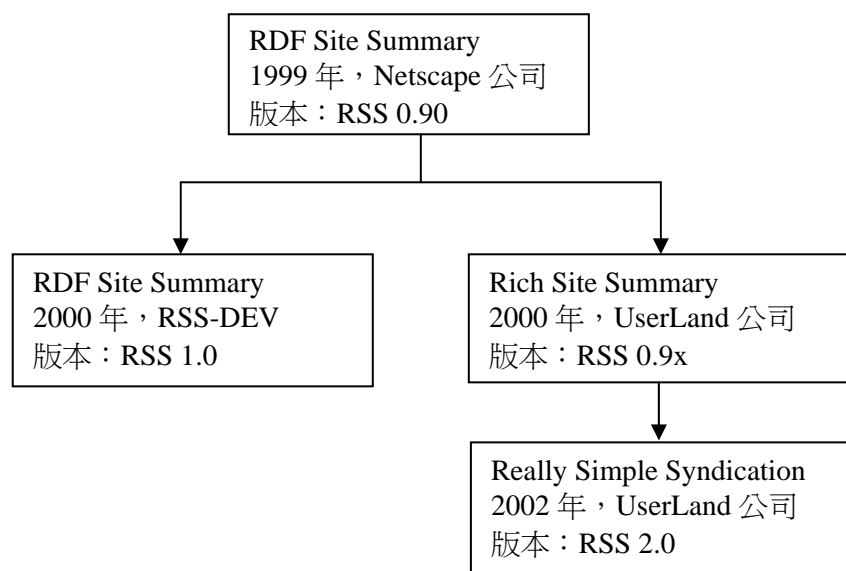 RDF Site Summary
1999 年，Netscape 公司
版本：RSS 0.90
RDF Site Summary
2000 年，RSS-DEV
版本：RSS 1.0
Rich Site Summary
2000 年，UserLand 公司
版本：RSS 0.9x
Really Simple Syndication
2002 年，UserLand 公司
版本：RSS 2.0